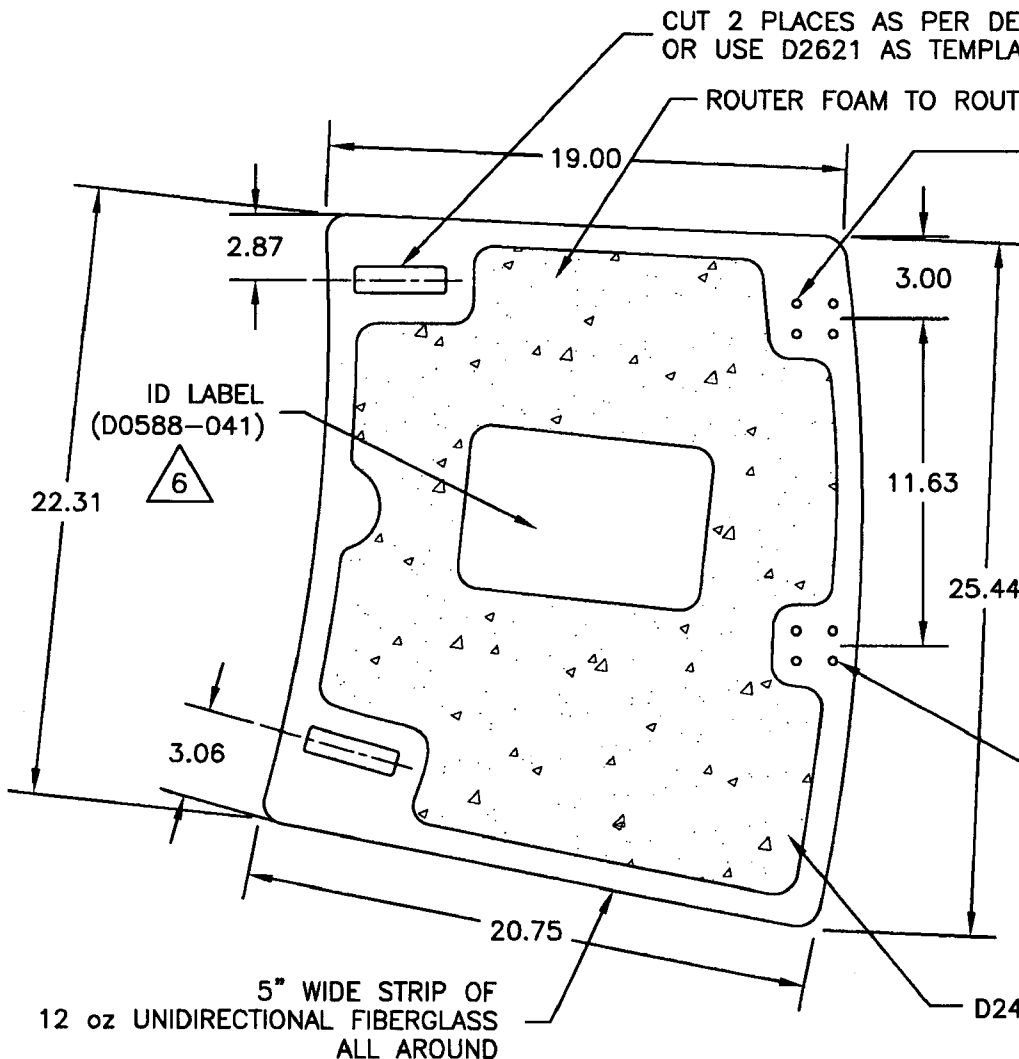 CUT 2 PLACES AS PER DE
OR USE D2621 AS TEMPLA
ROUTER FOAM TO ROUT
19.00
2.87
3.00
ID LABEL
(D0588-041)
6
22.31
11.63
25.44
3.06
20.75
5" WIDE STRIP OF
12 oz UNIDIRECTIONAL FIBERGLASS
ALL AROUND
D24